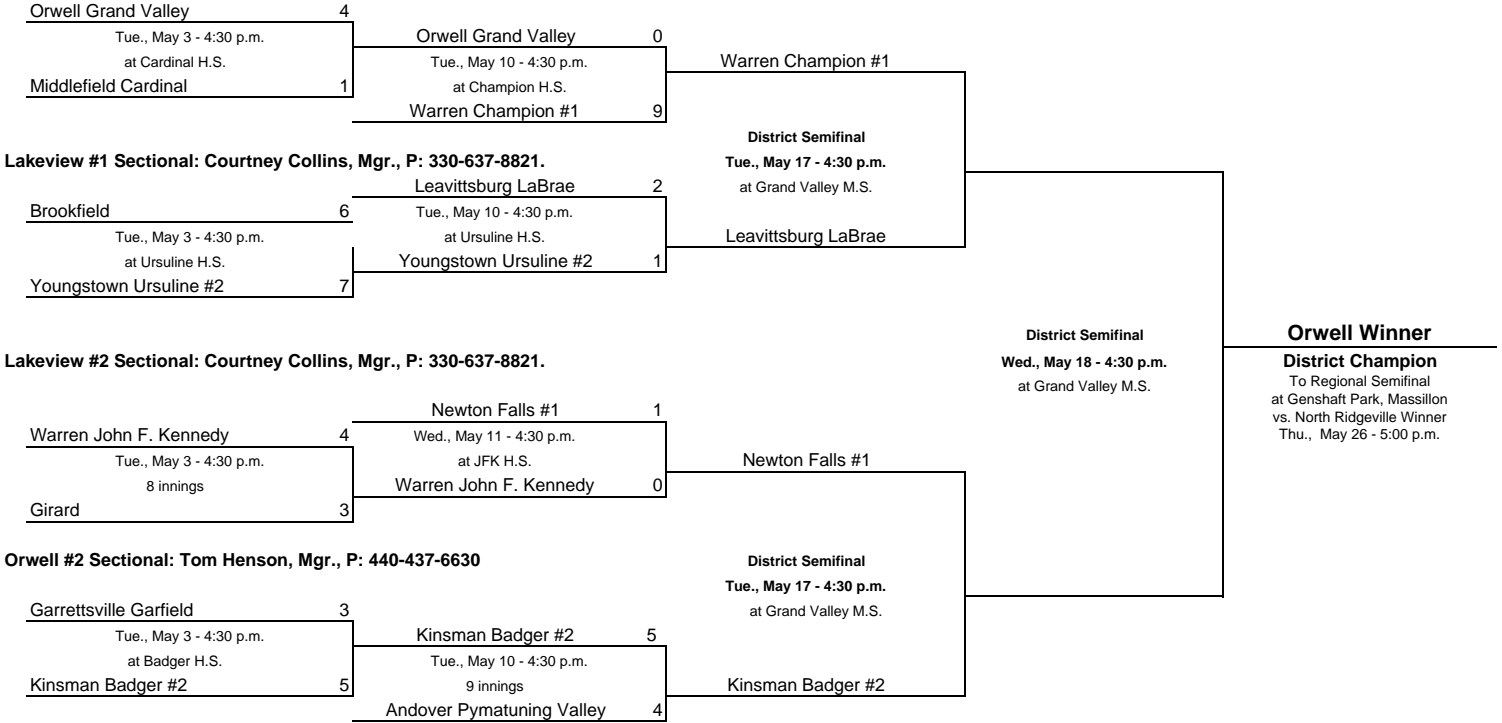 Orwell Grand Valley 4
Tue., May 3 - 4:30 p.m.
at Cardinal H.S.
Middlefield Cardinal 1
Orwell Grand Valley 0
Tue., May 10 - 4:30 p.m.
at Champion H.S.
Warren Champion #1 9
Warren Champion #1
District Semifinal
Tue., May 17 - 4:30 p.m.
at Grand Valley M.S.
Lakeview #1 Sectional: Courtney Collins, Mgr., P: 330-637-8821.
Brookfield 6
Tue., May 3 - 4:30 p.m.
at Ursuline H.S.
Youngstown Ursuline #2 7
Leavittsburg LaBrae 2
Tue., May 10 - 4:30 p.m.
at Ursuline H.S.
Youngstown Ursuline #2 1
Leavittsburg LaBrae
District Semifinal
Wed., May 18 - 4:30 p.m.
at Grand Valley M.S.
Orwell Winner
District Champion
To Regional Semifinal
at Genshaft Park, Massillon
vs. North Ridgeville Winner
Thu., May 26 - 5:00 p.m.
Lakeview #2 Sectional: Courtney Collins, Mgr., P: 330-637-8821.
Warren John F. Kennedy 4
Tue., May 3 - 4:30 p.m.
8 innings
Girard 3
Newton Falls #1 1
Wed., May 11 - 4:30 p.m.
at JFK H.S.
Warren John F. Kennedy 0
Newton Falls #1
Orwell #2 Sectional: Tom Henson, Mgr., P: 440-437-6630
District Semifinal
Tue., May 17 - 4:30 p.m.
at Grand Valley M.S.
Garrettsville Garfield 3
Tue., May 3 - 4:30 p.m.
at Badger H.S.
Kinsman Badger #2 5
Kinsman Badger #2 5
Tue., May 10 - 4:30 p.m.
9 innings
Andover Pymatuning Valley 4
Kinsman Badger #2